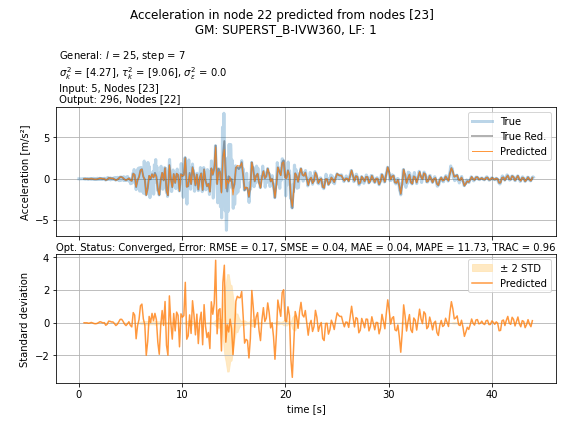 Acceleration in node 22 predicted from nodes [23]
GM: SUPERST_B-IVW360, LF: 1
General: l = 25, step = 7
σ²ₖ = [4.27], τ²ₖ = [9.06], σ²ε = 0.0
Input: 5, Nodes [23]
Output: 296, Nodes [22]
Acceleration [m/s²]
5
0
−5
True
True Red.
Predicted
Opt. Status: Converged, Error: RMSE = 0.17, SMSE = 0.04, MAE = 0.04, MAPE = 11.73, TRAC = 0.96
Standard deviation
4
2
0
−2
± 2 STD
Predicted
0 10 20 30 40
time [s]